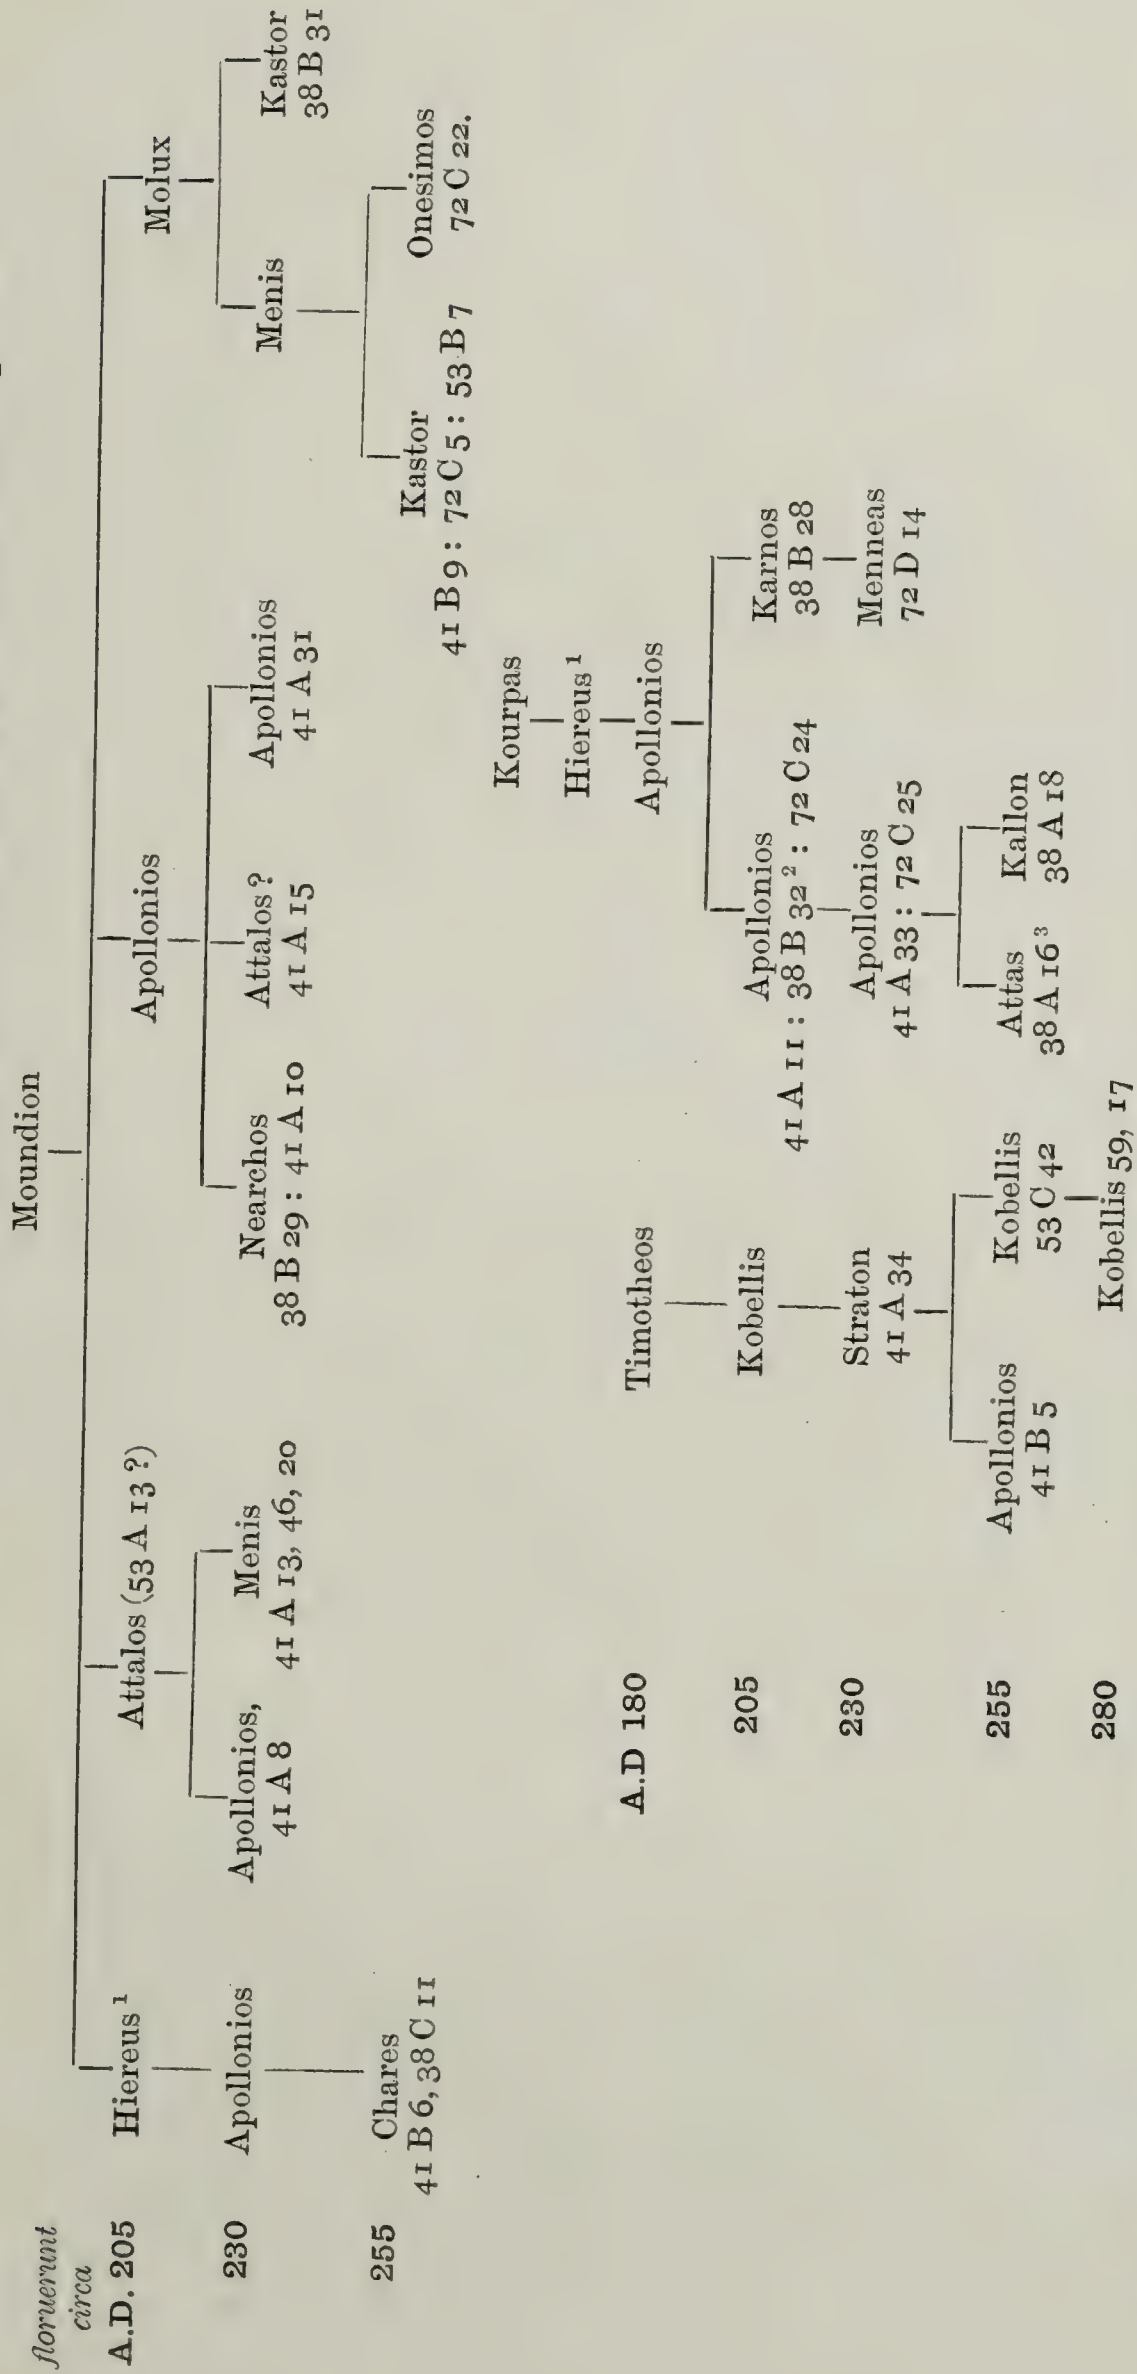 Moundion
floruerunt
circa
A.D. 205
Hiereus ¹
Attalos (53 A 13 ?)
Apollonios
Molux
230
Apollonios
Apollonios,
41 A 8
Menis
41 A 13, 46, 20
Nearchos
38 B 29 : 41 A 10
Attalos ?
41 A 15
Apollonios
41 A 31
Menis
Kastor
38 B 31
255
Chares
41 B 6, 38 C 11
Kastor
41 B 9 : 72 C 5 : 53 B 7
Onesimos
72 C 22.
Kourpas
Hiereus ¹
A.D 180
Timotheos
Apollonios
205
Kobellis
Apollonios
41 A 11 : 38 B 32 ² : 72 C 24
Karnos
38 B 28
230
Straton
41 A 34
Apollonios
41 A 33 : 72 C 25
Menneas
72 D 14
255
Apollonios
41 B 5
Kobellis
53 C 42
Attas
38 A 16 ³
Kallon
38 A 18
280
Kobellis 59, 17